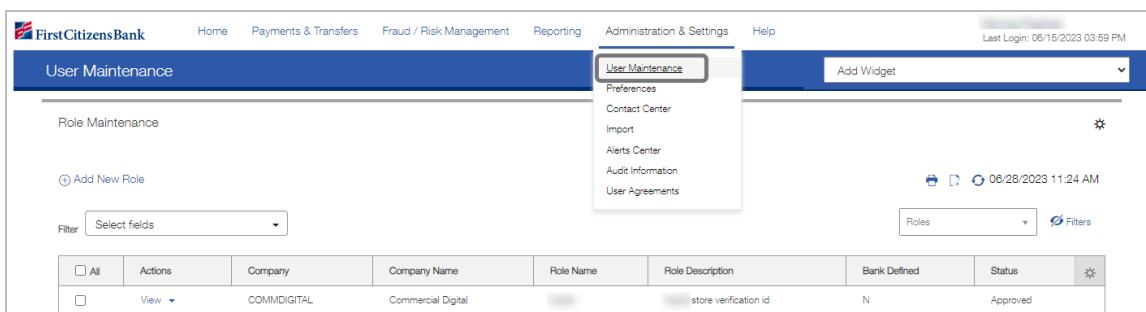 First Citizens Bank Home Payments & Transfers Fraud / Risk Management Reporting Administration & Settings Help
Last Login: 06/15/2023 03:59 PM
User Maintenance User Maintenance Add Widget
Preferences
Contact Center
Role Maintenance
Import
Alerts Center
Audit Information
Add New Role 06/28/2023 11:24 AM
User Agreements
Filter Select fields Roles Filters
All Actions Company Company Name Role Name Role Description Bank Defined Status
View COMMDIGITAL Commercial Digital store verification id N Approved